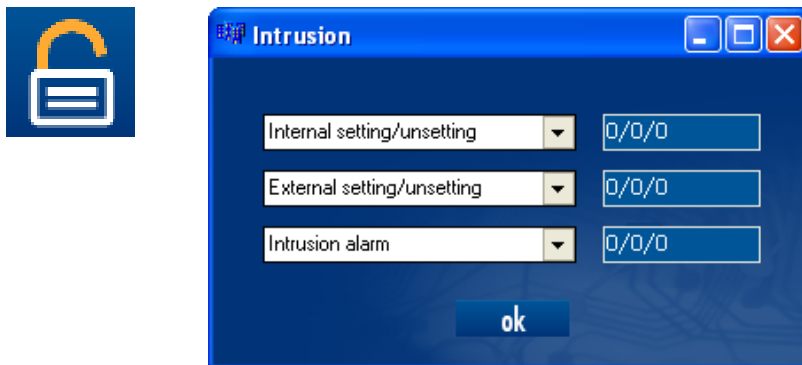 Intrusion
Internal setting/unsetting 0/0/0
External setting/unsetting 0/0/0
Intrusion alarm 0/0/0
ok